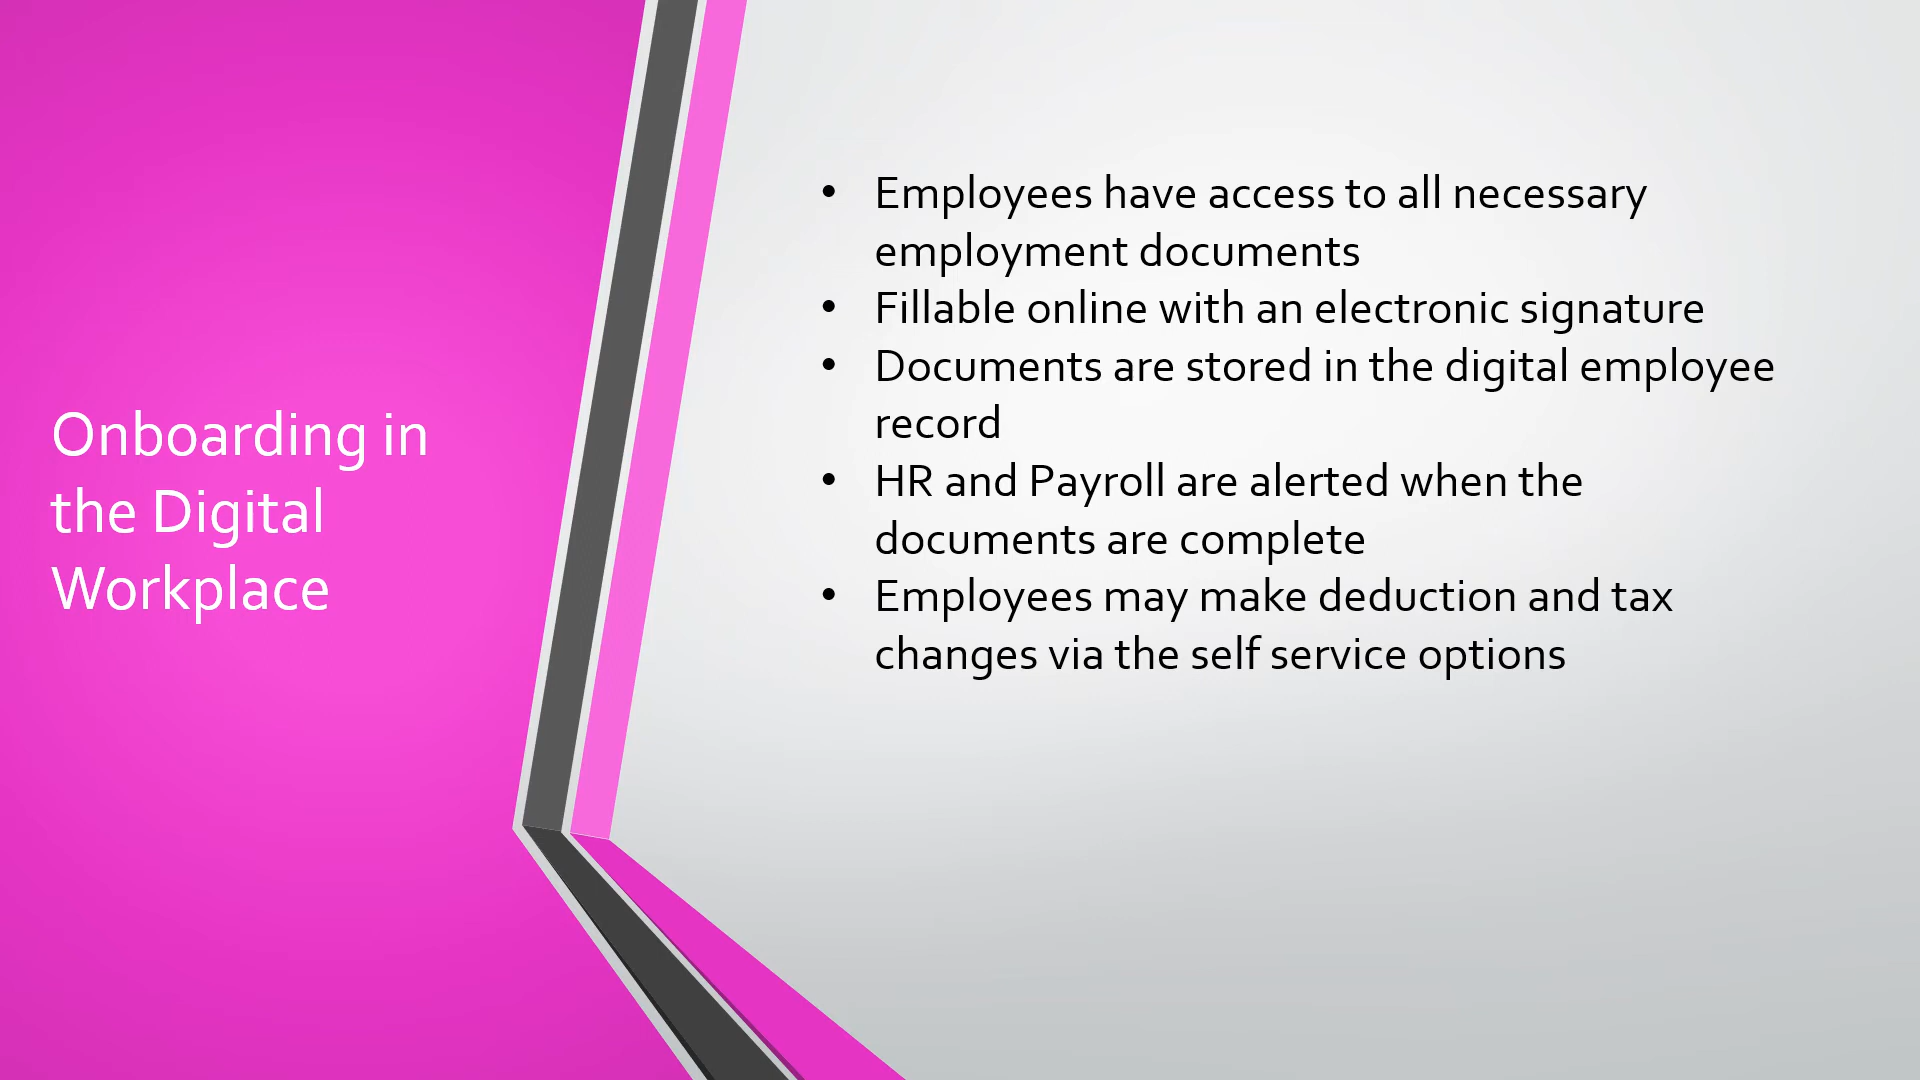 Onboarding in
the Digital
Workplace
• Employees have access to all necessary
employment documents
• Fillable online with an electronic signature
• Documents are stored in the digital employee
record
• HR and Payroll are alerted when the
documents are complete
• Employees may make deduction and tax
changes via the self service options